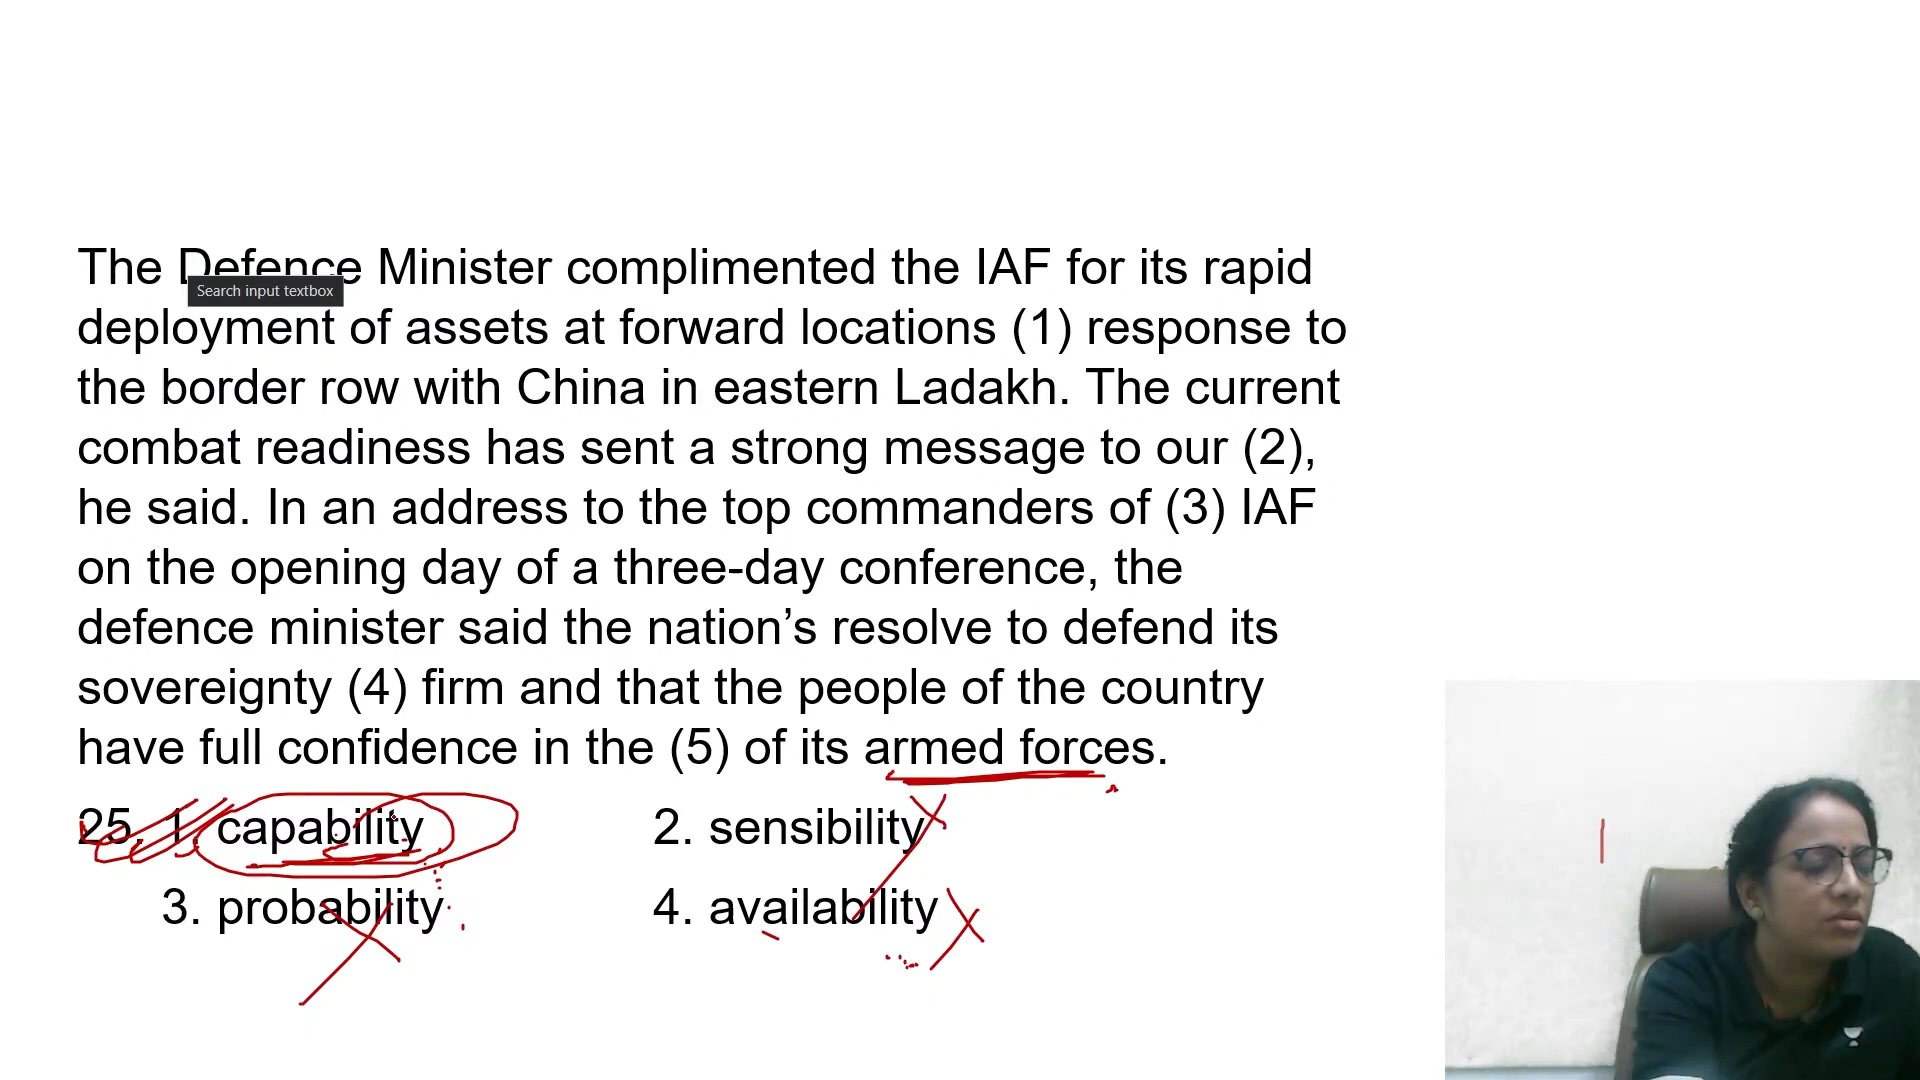 The Defence Minister complimented the IAF for its rapid
Search input textbox
deployment of assets at forward locations (1) response to
the border row with China in eastern Ladakh. The current
combat readiness has sent a strong message to our (2),
he said. In an address to the top commanders of (3) IAF
on the opening day of a three-day conference, the
defence minister said the nation’s resolve to defend its
sovereignty (4) firm and that the people of the country
have full confidence in the (5) of its armed forces.
25. 1. capability 2. sensibility
3. probability 4. availability